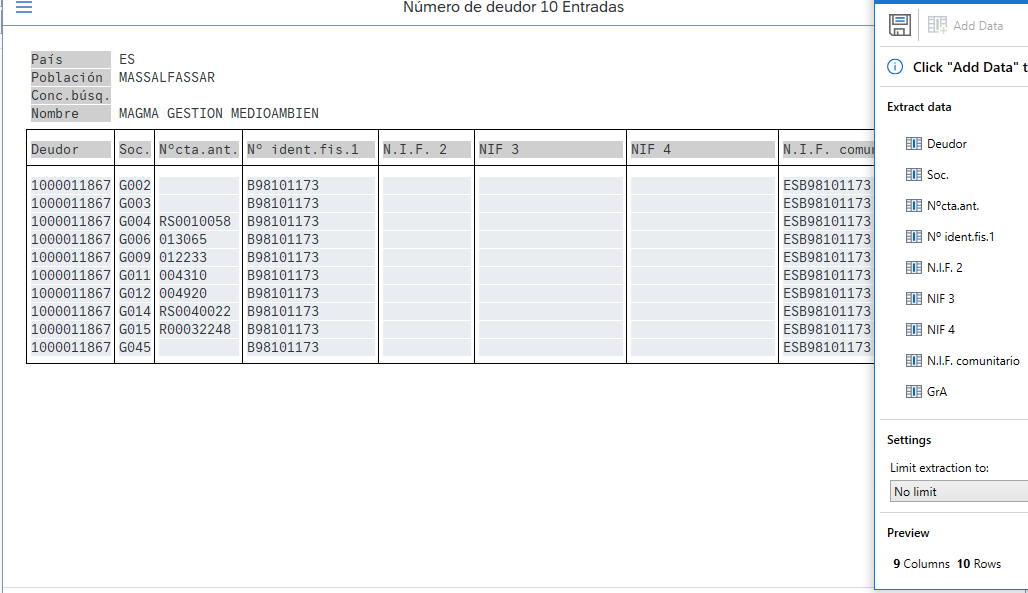 Número de deudor 10 Entradas
País ES
Población MASSALFASSAR
Conc.búsq.
Nombre MAGMA GESTION MEDIOAMBIEN
Deudor Soc. Nºcta.ant. Nº ident.fis.1 N.I.F. 2 NIF 3 NIF 4 N.I.F. comun
1000011867 G002 B98101173 ESB98101173
1000011867 G003 B98101173 ESB98101173
1000011867 G004 RS0010058 B98101173 ESB98101173
1000011867 G006 013065 B98101173 ESB98101173
1000011867 G009 012233 B98101173 ESB98101173
1000011867 G011 004310 B98101173 ESB98101173
1000011867 G012 004920 B98101173 ESB98101173
1000011867 G014 RS0040022 B98101173 ESB98101173
1000011867 G015 R00032248 B98101173 ESB98101173
1000011867 G045 B98101173 ESB98101173
Add Data
Click "Add Data" t
Extract data
Deudor
Soc.
Nºcta.ant.
Nº ident.fis.1
N.I.F. 2
NIF 3
NIF 4
N.I.F. comunitario
GrA
Settings
Limit extraction to:
No limit
Preview
9 Columns 10 Rows